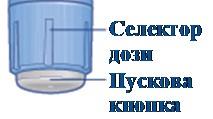 Селектор
дози
Пускова
кнопка